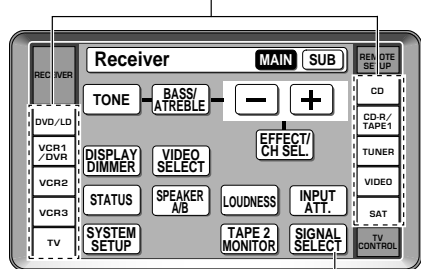 Receiver MAIN SUB
RECEIVER
REMOTE
SETUP
TONE
BASS/
ATREBLE
− +
CD
DVD/LD
CD-R/
TAPE1
EFFECT/
CH SEL.
VCR1
/DVR
DISPLAY
DIMMER
VIDEO
SELECT
TUNER
VCR2
VIDEO
STATUS
SPEAKER
A/B
LOUDNESS
INPUT
ATT.
VCR3
SAT
TV
SYSTEM
SETUP
TAPE 2
MONITOR
SIGNAL
SELECT
TV
CONTROL